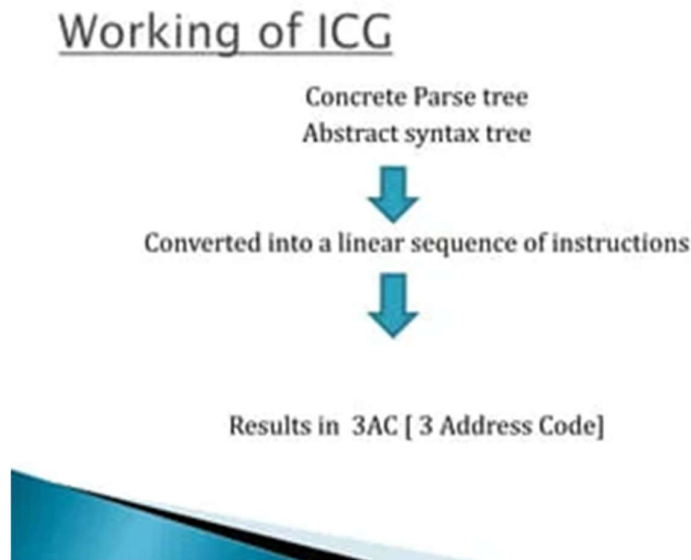 Working of ICG
Concrete Parse tree
Abstract syntax tree
Converted into a linear sequence of instructions
Results in 3AC [ 3 Address Code]